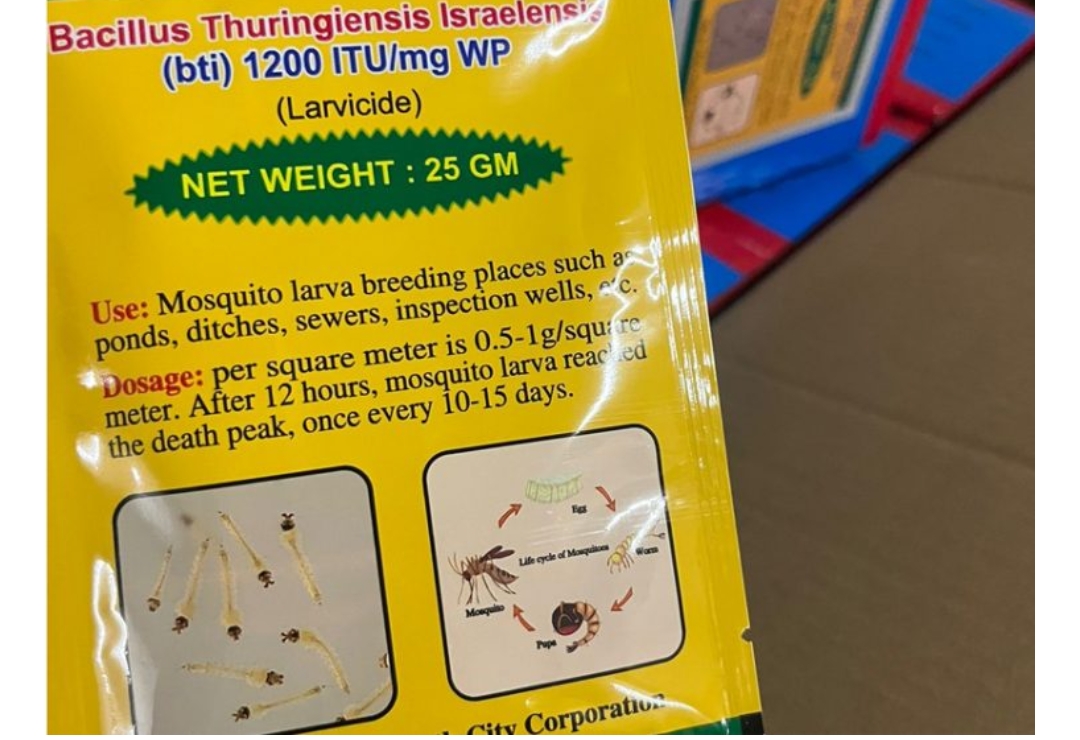 Bacillus Thuringiensis Israelensis
(bti) 1200 ITU/mg WP
(Larvicide)
NET WEIGHT : 25 GM
Use: Mosquito larva breeding places such as
ponds, ditches, sewers, inspection wells, etc.
Dosage: per square meter is 0.5-1g/square
meter. After 12 hours, mosquito larva reached
the death peak, once every 10-15 days.
Egg
Life cycle of Mosquitoes
Worm
Mosquito
Pupa
City Corporation